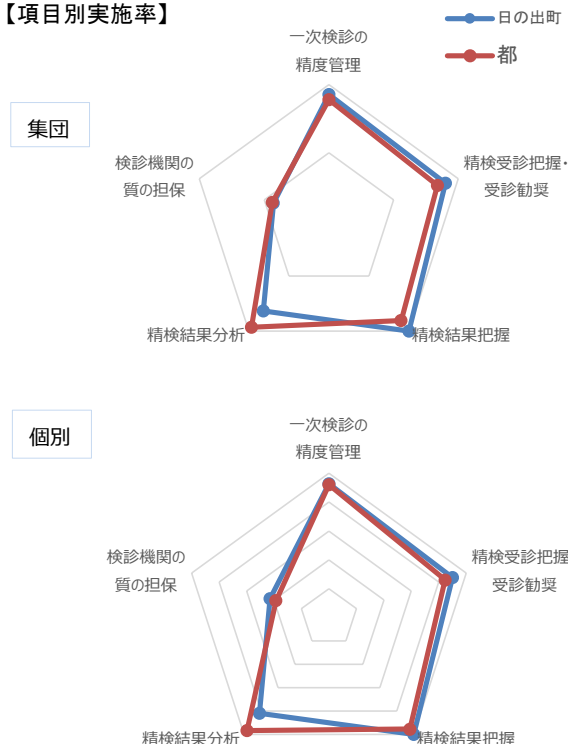 【項目別実施率】
日の出町
都
集団
一次検診の
精度管理
精検受診把握・
受診勧奨
精検結果把握
精検結果分析
検診機関の
質の担保
個別
一次検診の
精度管理
精検受診把握
受診勧奨
精検結果把握
精検結果分析
検診機関の
質の担保